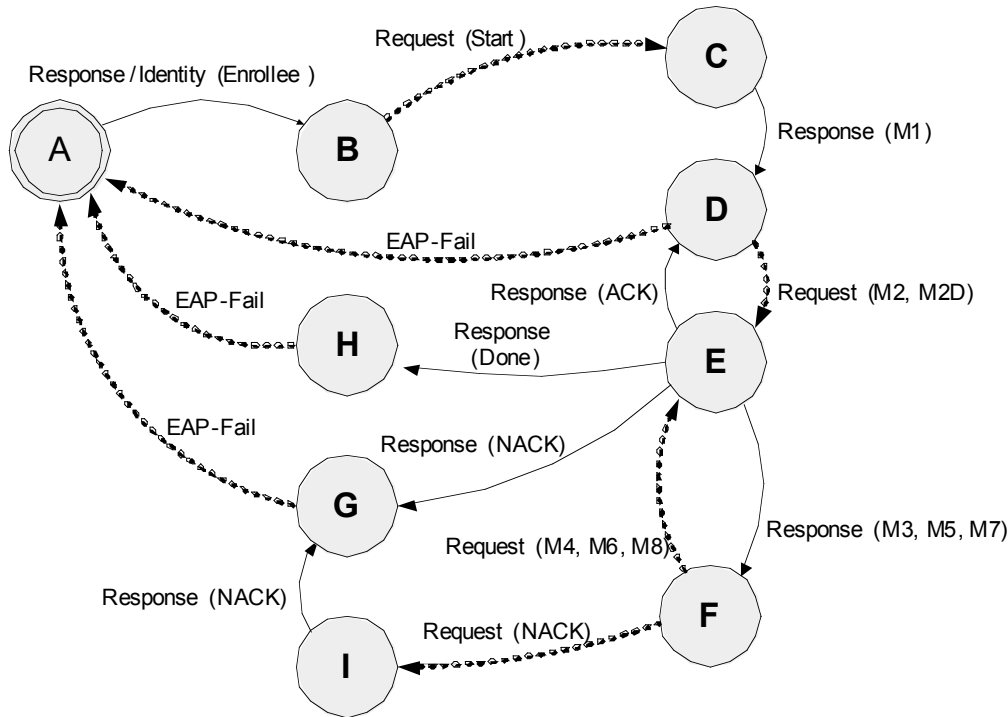 Request (Start)
C
Response/Identity (Enrollee)
A
B
Response (M1)
D
EAP-Fail
EAP-Fail
Response (ACK)
Request (M2, M2D)
H
Response
(Done)
E
EAP-Fail
Response (NACK)
G
Request (M4, M6, M8)
Response (M3, M5, M7)
Response (NACK)
F
Request (NACK)
I